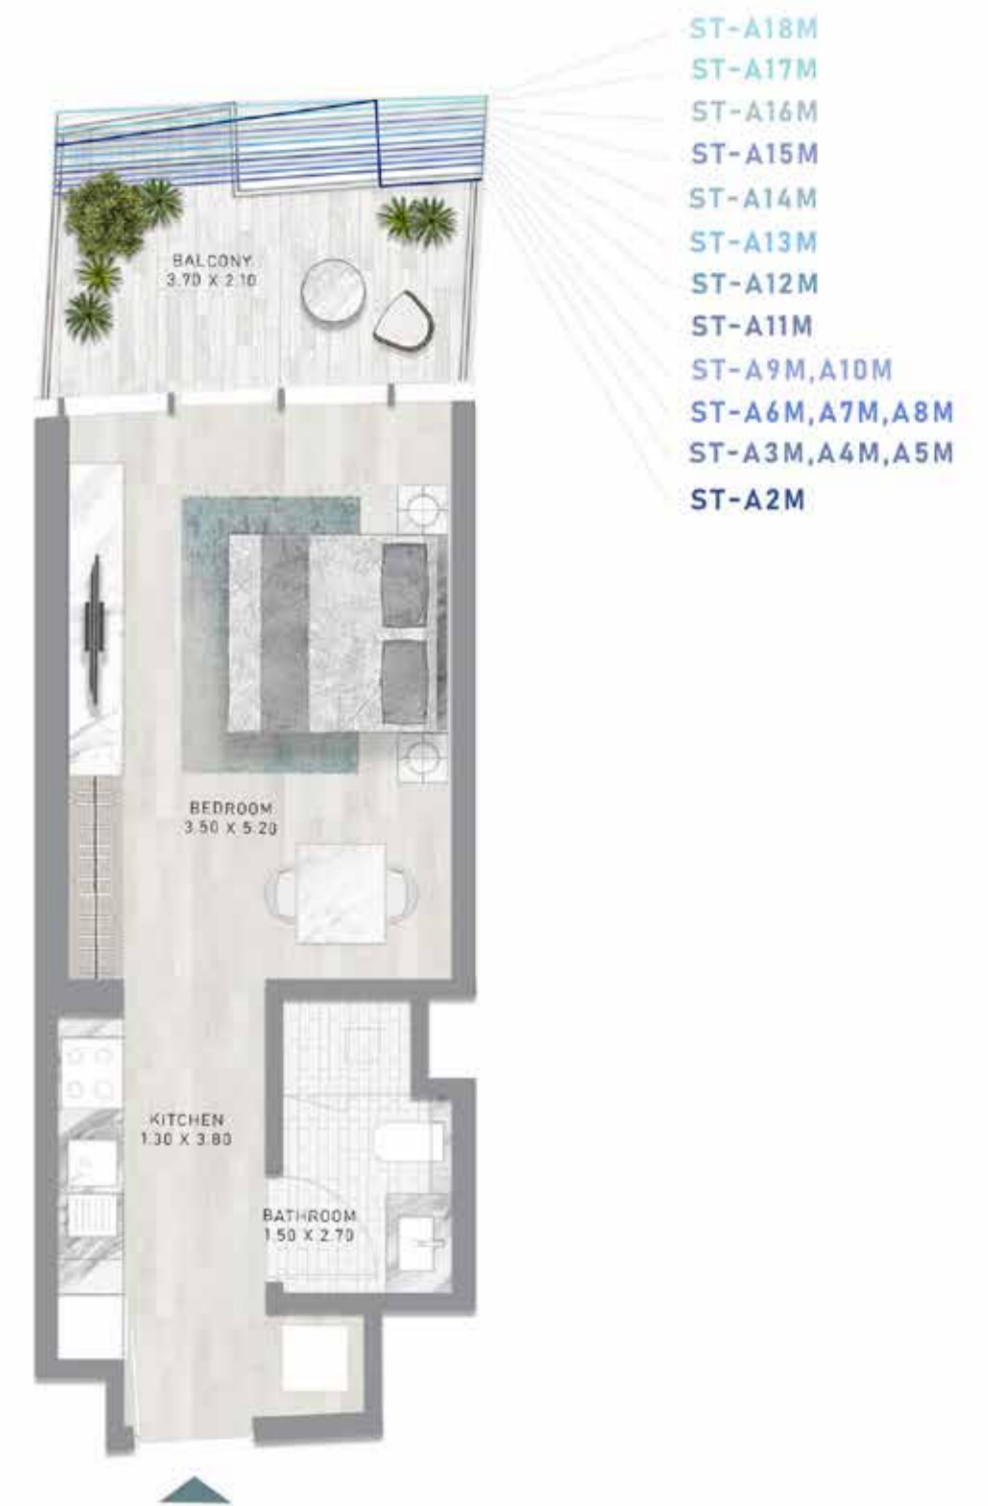 ST-A18M
ST-A17M
ST-A16M
ST-A15M
ST-A14M
ST-A13M
ST-A12M
ST-A11M
ST-A9M,A10M
ST-A6M,A7M,A8M
ST-A3M,A4M,A5M
ST-A2M
BALCONY
3.70 X 2.10
BEDROOM
3.50 X 5.20
KITCHEN
1.30 X 3.80
BATHROOM
1.50 X 2.70